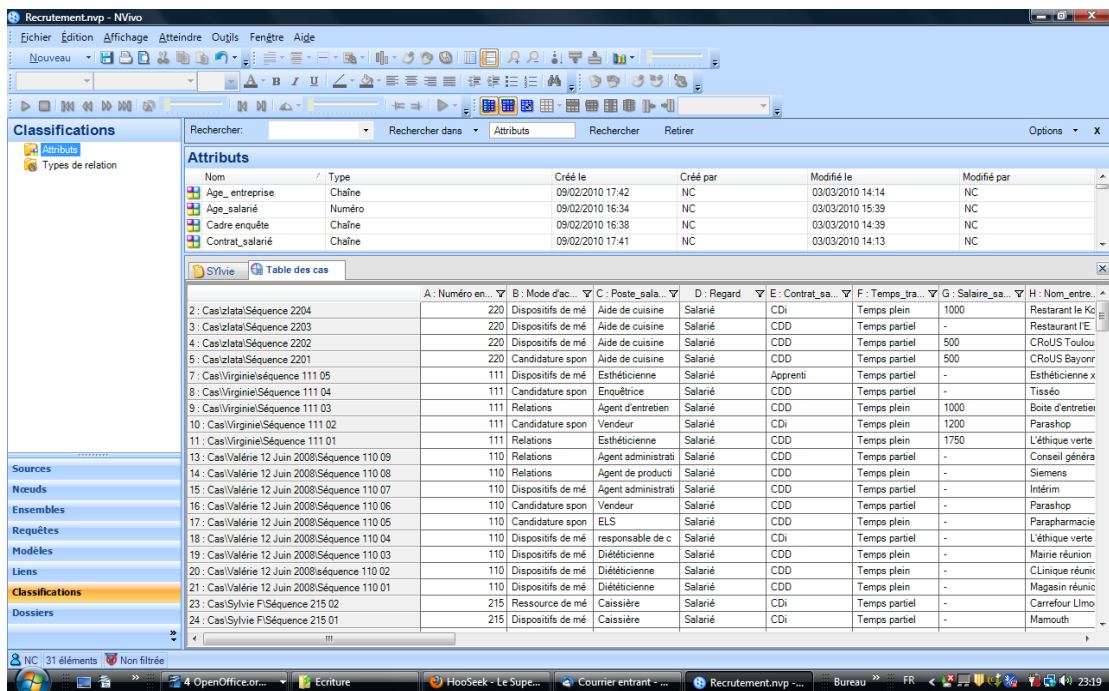 Recrutement.nvp - NVivo
Fichier Édition Affichage Atteindre Outils Fenêtre Aide
Nouveau
A B I U
Classifications
Attributs
Types de relation
Rechercher: Rechercher dans Attributs Rechercher Retirer Options x
Attributs
Nom Type Créé le Créé par Modifié le Modifié par
Age_ entreprise Chaîne 09/02/2010 17:42 NC 03/03/2010 14:14 NC
Age_salarié Numéro 09/02/2010 16:34 NC 03/03/2010 15:39 NC
Cadre enquête Chaîne 09/02/2010 16:38 NC 03/03/2010 14:39 NC
Contrat_salarié Chaîne 09/02/2010 17:41 NC 03/03/2010 14:13 NC
SYlvie Table des cas
A : Numéro en... B : Mode d'ac... C : Poste_sala... D : Regard E : Contrat_sa... F : Temps_tra... G : Salaire_sa... H : Nom_entre...
2 : Cas\zlata\Séquence 2204 220 Dispositifs de mé Aide de cuisine Salarié CDi Temps plein 1000 Restarant le Kc
3 : Cas\zlata\Séquence 2203 220 Dispositifs de mé Aide de cuisine Salarié CDD Temps partiel - Restaurant l'E.
4 : Cas\zlata\Séquence 2202 220 Dispositifs de mé Aide de cuisine Salarié CDD Temps partiel 500 CRoUS Toulou
5 : Cas\zlata\Séquence 2201 220 Candidature spon Aide de cuisine Salarié CDD Temps partiel 500 CRoUS Bayonr
7 : Cas\Virginie\séquence 111 05 111 Dispositifs de mé Esthéticienne Salarié Apprenti Temps partiel - Esthéticienne x
8 : Cas\Virginie\Séquence 111 04 111 Candidature spon Enquêtrice Salarié CDD Temps partiel - Tisséo
9 : Cas\Virginie\Séquence 111 03 111 Relations Agent d'entretien Salarié CDD Temps plein 1000 Boite d'entretier
10 : Cas\Virginie\Séquence 111 02 111 Candidature spon Vendeur Salarié CDi Temps plein 1200 Parashop
11 : Cas\Virginie\Séquence 111 01 111 Relations Esthéticienne Salarié CDD Temps plein 1750 L'éthique verte
13 : Cas\Valérie 12 Juin 2008\Séquence 110 09 110 Relations Agent administrati Salarié CDD Temps partiel - Conseil généra
14 : Cas\Valérie 12 Juin 2008\Séquence 110 08 110 Relations Agent de producti Salarié CDD Temps plein - Siemens
15 : Cas\Valérie 12 Juin 2008\Séquence 110 07 110 Dispositifs de mé Agent administrati Salarié CDD Temps partiel - Intérim
16 : Cas\Valérie 12 Juin 2008\Séquence 110 06 110 Candidature spon Vendeur Salarié CDD Temps partiel - Parashop
17 : Cas\Valérie 12 Juin 2008\Séquence 110 05 110 Candidature spon ELS Salarié CDD Temps plein - Parapharmacie
18 : Cas\Valérie 12 Juin 2008\Séquence 110 04 110 Dispositifs de mé responsable de c Salarié CDi Temps partiel - L'éthique verte
19 : Cas\Valérie 12 Juin 2008\Séquence 110 03 110 Dispositifs de mé Diététicienne Salarié CDD Temps plein - Mairie réunion
20 : Cas\Valérie 12 Juin 2008\séquence 110 02 110 Dispositifs de mé Diététicienne Salarié CDD Temps partiel - CLinique réunic
21 : Cas\Valérie 12 Juin 2008\Séquence 110 01 110 Dispositifs de mé Diététicienne Salarié CDD Temps partiel - Magasin réunic
23 : Cas\Sylvie F\Séquence 215 02 215 Ressource de mé Caissière Salarié CDi Temps partiel - Carrefour LImo
24 : Cas\Sylvie F\Séquence 215 01 215 Dispositifs de mé Caissière Salarié CDi Temps partiel - Mamouth
Sources
Nœuds
Ensembles
Requêtes
Modèles
Liens
Classifications
Dossiers
NC 31 éléments Non filtrée
4 OpenOffice.or... Ecriture HooSeek - Le Supe... Courrier entrant - ... Recrutement.nvp -... Bureau FR 23:19